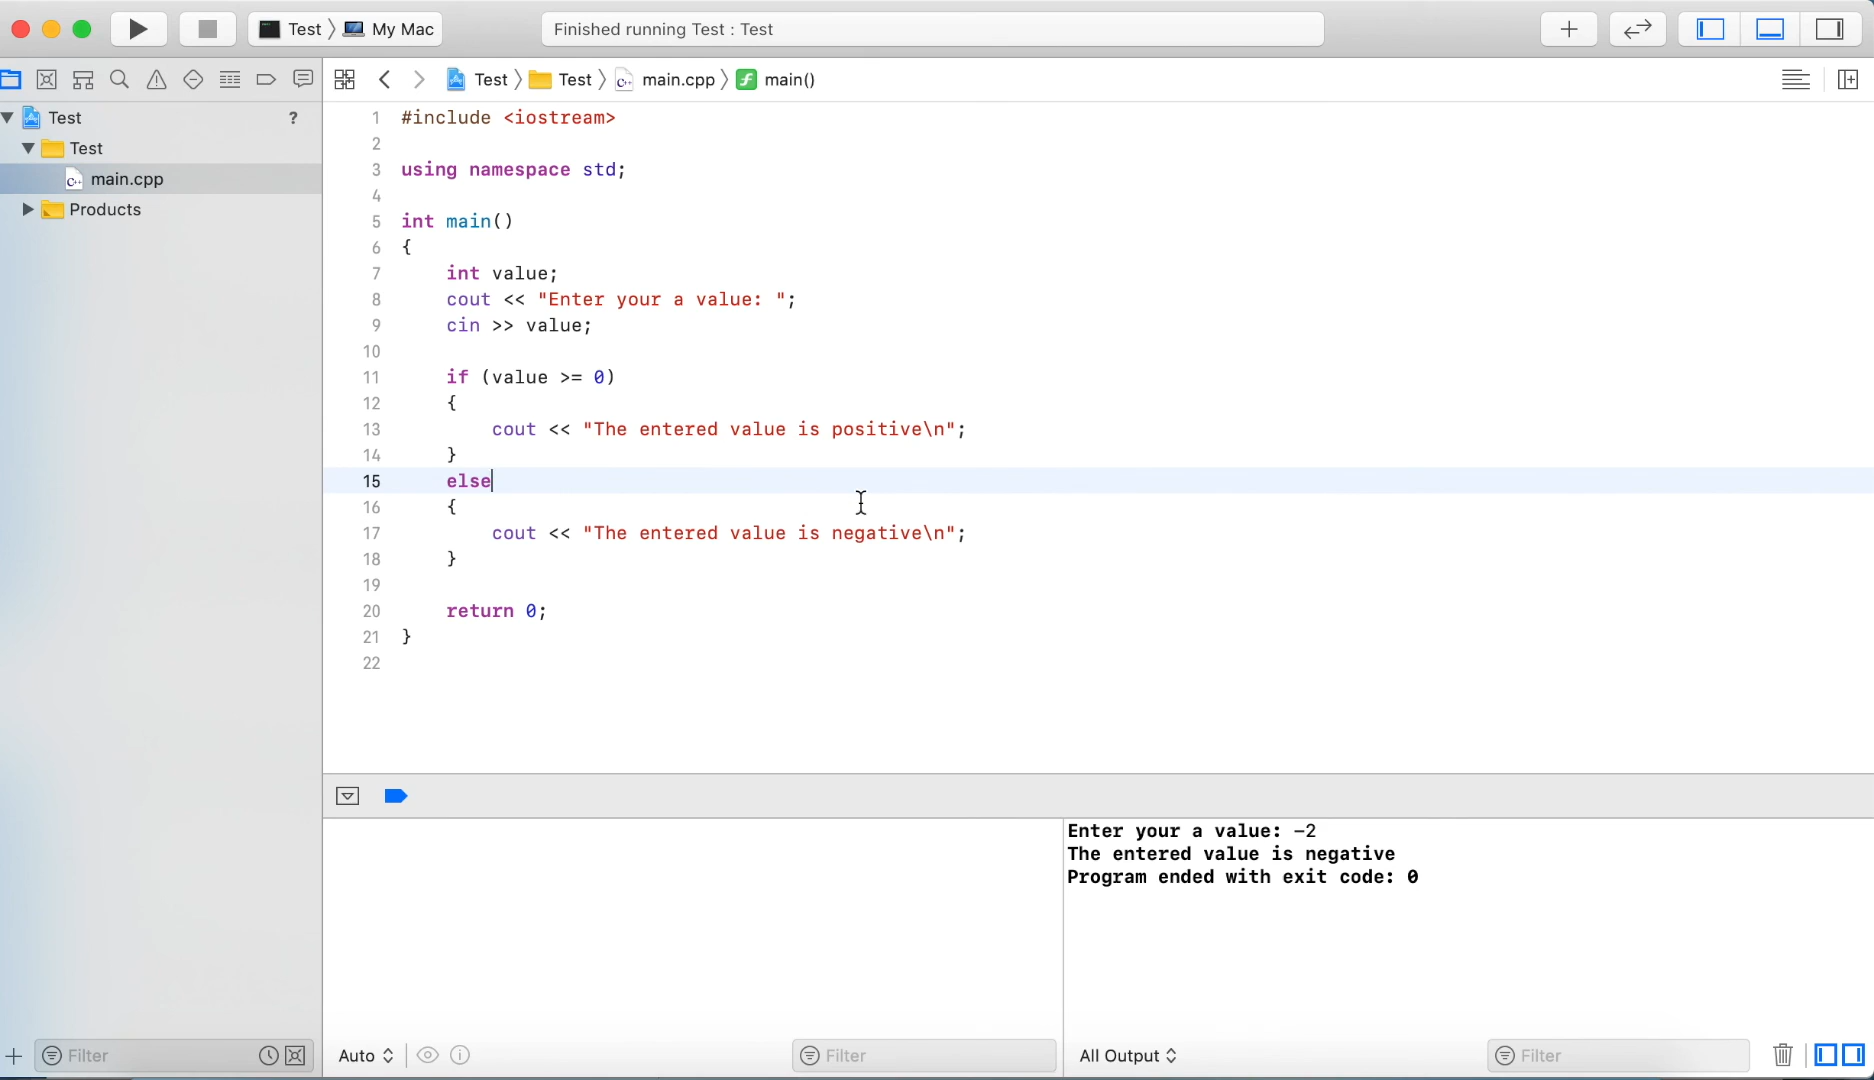 Test 〉 My Mac
Finished running Test : Test
Test 〉 Test 〉 main.cpp 〉 main()
Test ?
Test
main.cpp
Products
1 #include <iostream>
2
3 using namespace std;
4
5 int main()
6 {
7     int value;
8     cout << "Enter your a value: ";
9     cin >> value;
10
11     if (value >= 0)
12     {
13         cout << "The entered value is positive\n";
14     }
15     else
16     {
17         cout << "The entered value is negative\n";
18     }
19
20     return 0;
21 }
22
Enter your a value: -2
The entered value is negative
Program ended with exit code: 0
Filter
Auto
Filter
All Output
Filter